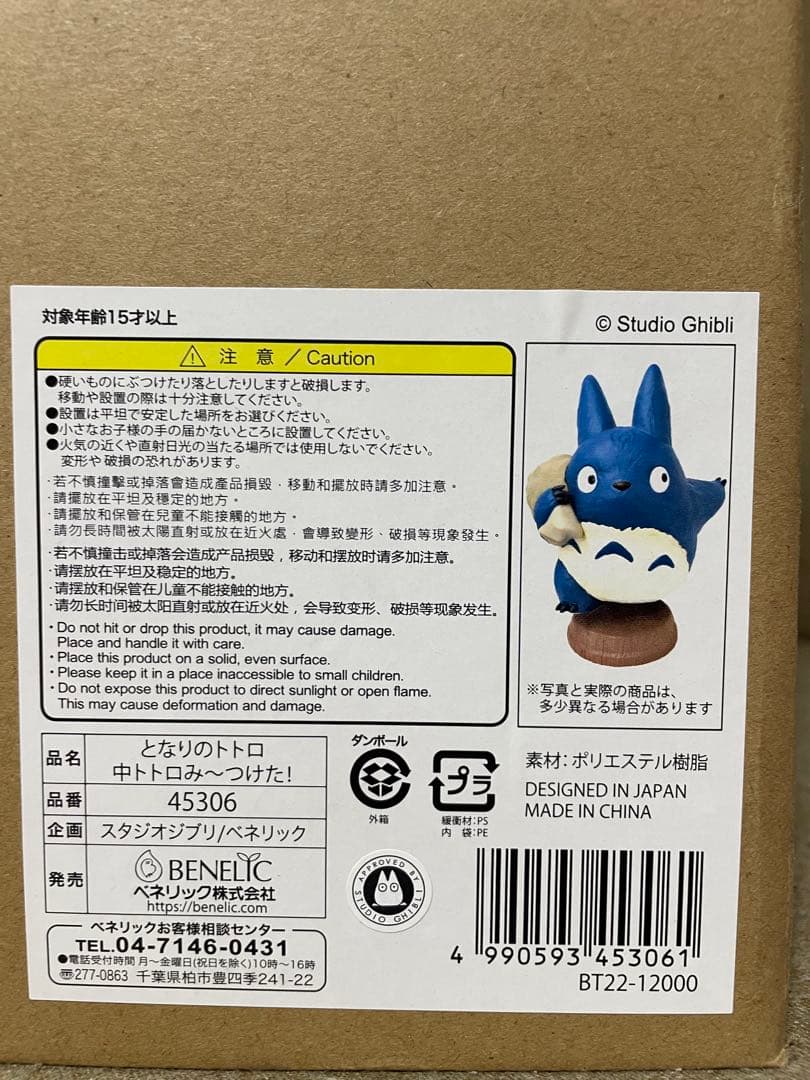 対象年齢15才以上
© Studio Ghibli
⚠ 注意／Caution
●硬いものにぶつけたり落としたりしますと破損します。
移動や設置の際は十分注意してください。
●設置は平坦で安定した場所をお選びください。
●小さなお子様の手の届かないところに設置してください。
●火気の近くや直射日光の当たる場所では使用しないでください。
変形や破損の恐れがあります。
·若不慎撞擊或掉落會造成產品損毀，移動和擺放時請多加注意。
·請擺放在平坦及穩定的地方。
·請擺放和保管在兒童不能接觸的地方。
·請勿長時間被太陽直射或放在近火處，會導致變形、破損等現象發生。
·若不慎撞击或掉落会造成产品损毁，移动和摆放时请多加注意。
·请摆放在平坦及稳定的地方。
·请摆放和保管在儿童不能接触的地方。
·请勿长时间被太阳直射或放在近火处，会导致变形、破损等现象发生。
・Do not hit or drop this product, it may cause damage.
Place and handle it with care.
・Place this product on a solid, even surface.
・Please keep it in a place inaccessible to small children.
・Do not expose this product to direct sunlight or open flame.
This may cause deformation and damage.
※写真と実際の商品は、
多少異なる場合があります
品名 となりのトトロ
中トトロみ～つけた!
品番 45306
企画 スタジオジブリ/ベネリック
発売 BENELIC
ベネリック株式会社
https://benelic.com
ベネリックお客様相談センター
TEL.04-7146-0431
●電話受付時間 月～金曜日(祝日を除く)10時～16時
〒277-0863 千葉県柏市豊四季241-22
ダンボール
外箱
プラ
緩衝材:PS
内 袋:PE
APPROVED BY
STUDIO GHIBLI
素材:ポリエステル樹脂
DESIGNED IN JAPAN
MADE IN CHINA
4 990593 453061
BT22-12000